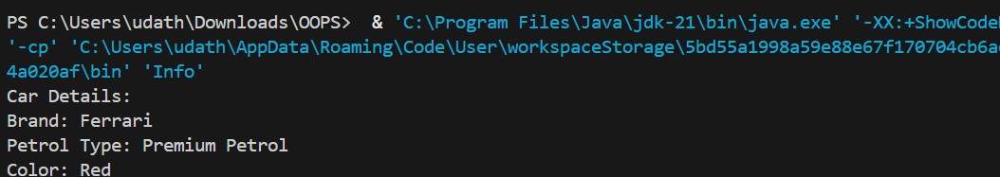 PS C:\Users\udath\Downloads\OOPS>  & 'C:\Program Files\Java\jdk-21\bin\java.exe' '-XX:+ShowCodeD
'-cp' 'C:\Users\udath\AppData\Roaming\Code\User\workspaceStorage\5bd55a1998a59e88e67f170704cb6a
4a020af\bin' 'Info'
Car Details:
Brand: Ferrari
Petrol Type: Premium Petrol
Color: Red